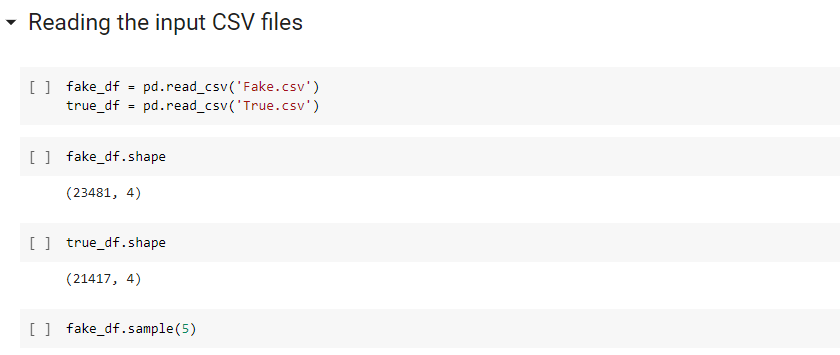 Reading the input CSV files
[ ] fake_df = pd.read_csv('Fake.csv')
true_df = pd.read_csv('True.csv')
[ ] fake_df.shape
(23481, 4)
[ ] true_df.shape
(21417, 4)
[ ] fake_df.sample(5)